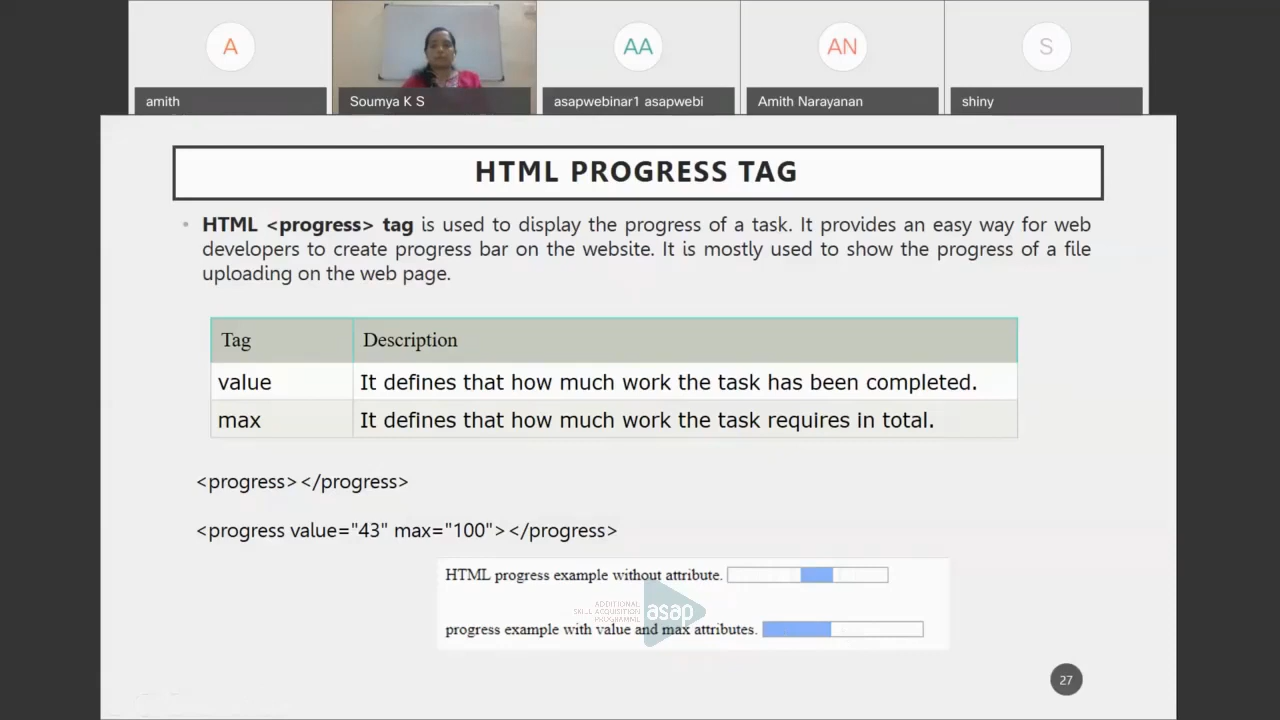 A
AA
AN
S
amith
Soumya K S
asapwebinar1 asapwebi
Amith Narayanan
shiny
HTML PROGRESS TAG
• HTML <progress> tag is used to display the progress of a task. It provides an easy way for web
developers to create progress bar on the website. It is mostly used to show the progress of a file
uploading on the web page.
Tag Description
value It defines that how much work the task has been completed.
max It defines that how much work the task requires in total.
<progress></progress>
<progress value="43" max="100"></progress>
HTML progress example without attribute.
ADDITIONAL
SKILL ACQUISITION
PROGRAMME
asap
progress example with value and max attributes.
27